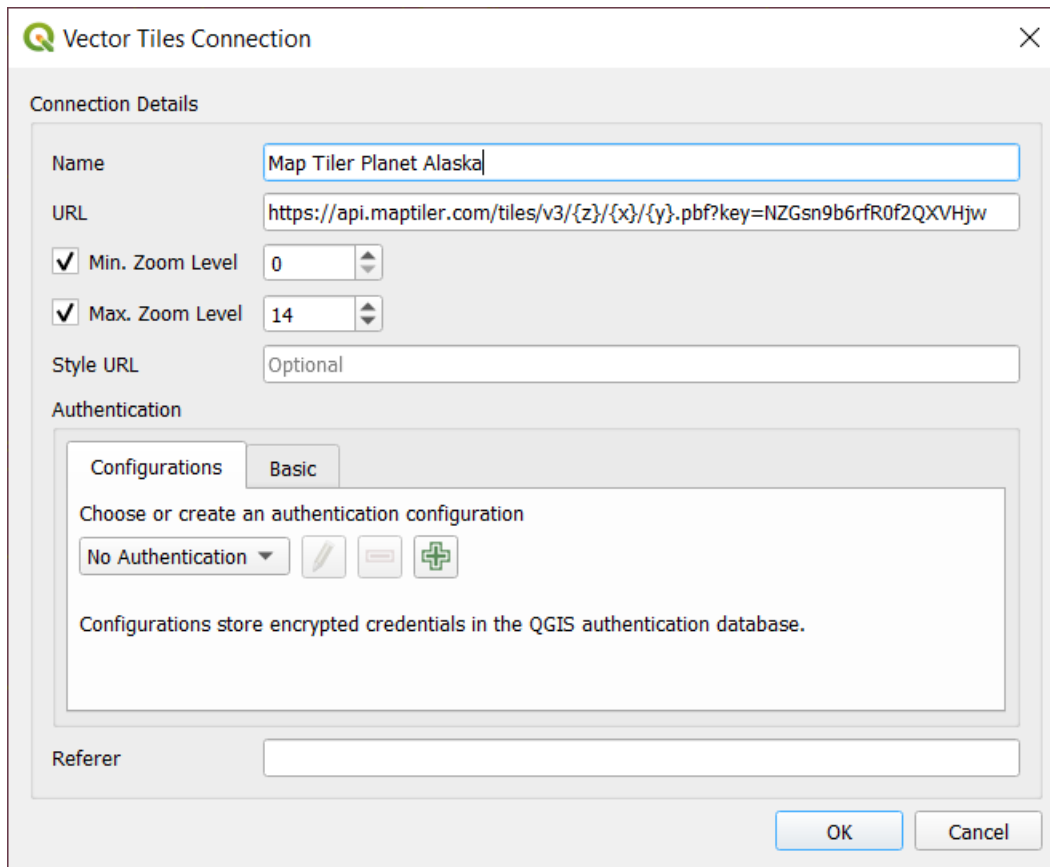 Vector Tiles Connection
Connection Details
Name Map Tiler Planet Alaska
URL https://api.maptiler.com/tiles/v3/{z}/{x}/{y}.pbf?key=NZGsn9b6rfR0f2QXVHjw
Min. Zoom Level 0
Max. Zoom Level 14
Style URL Optional
Authentication
Configurations Basic
Choose or create an authentication configuration
No Authentication
Configurations store encrypted credentials in the QGIS authentication database.
Referer
OK Cancel